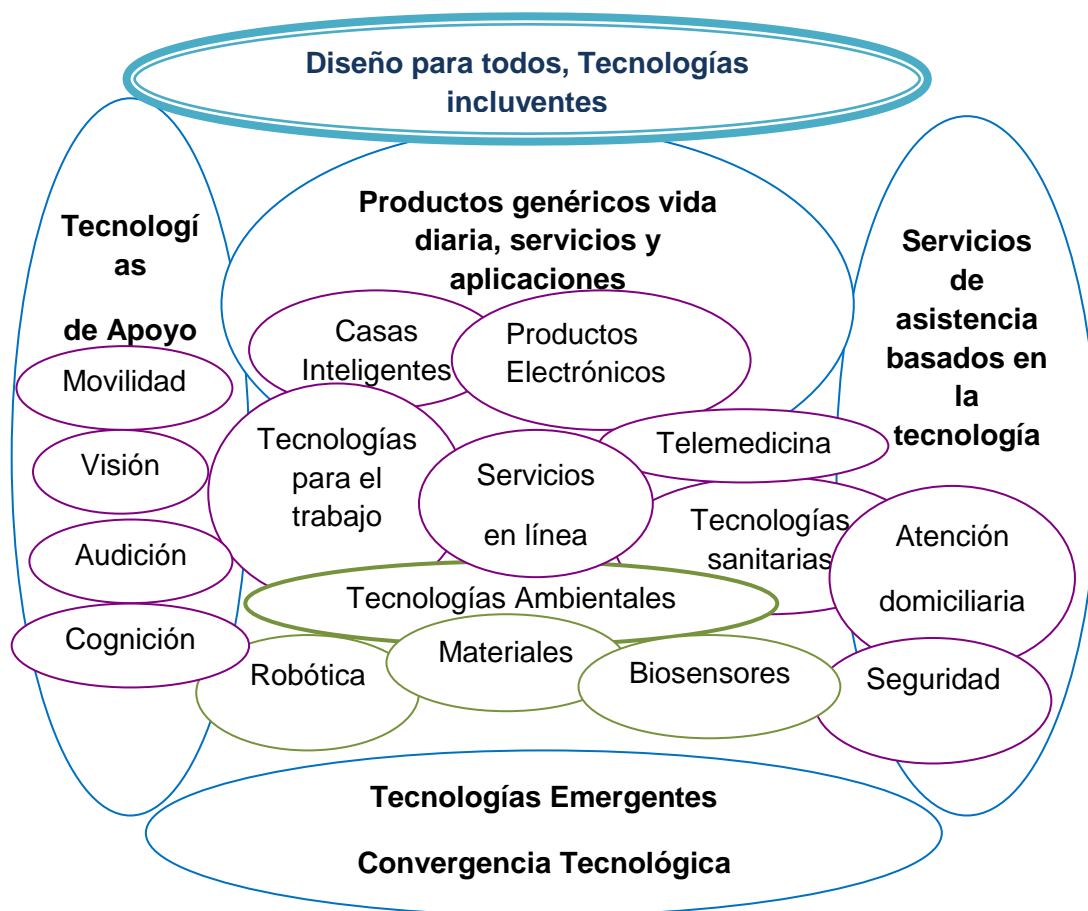 Diseño para todos, Tecnologías
incluyentes
Tecnologí
as
de Apoyo
Movilidad
Visión
Audición
Cognición
Productos genéricos vida
diaria, servicios y
aplicaciones
Casas
Inteligentes
Productos
Electrónicos
Tecnologías
para el
trabajo
Servicios
en línea
Telemedicina
Tecnologías
sanitarias
Tecnologías Ambientales
Robótica
Materiales
Biosensores
Servicios
de
asistencia
basados en
la
tecnología
Atención
domiciliaria
Seguridad
Tecnologías Emergentes
Convergencia Tecnológica